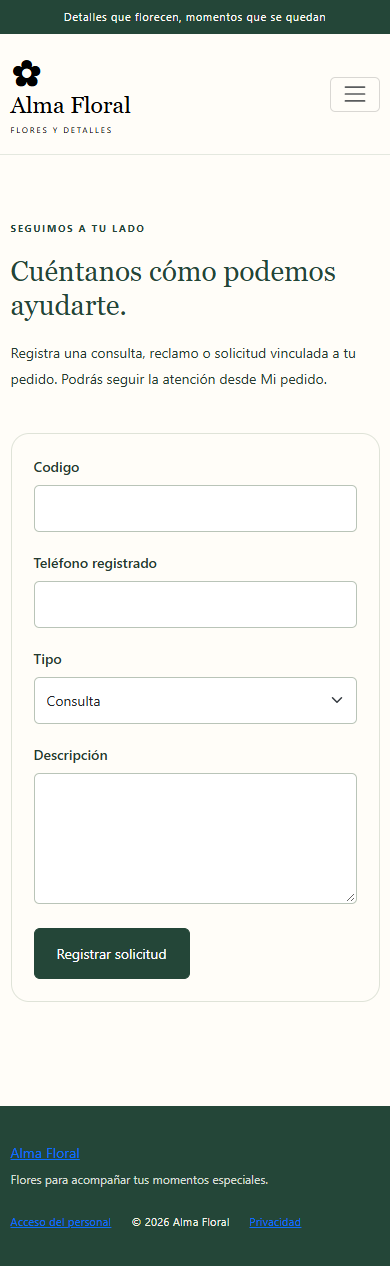 Detalles que florecen, momentos que se quedan
Alma Floral
FLORES Y DETALLES
SEGUIMOS A TU LADO
Cuéntanos cómo podemos
ayudarte.
Registra una consulta, reclamo o solicitud vinculada a tu
pedido. Podrás seguir la atención desde Mi pedido.
Codigo
Teléfono registrado
Tipo
Consulta
Descripción
Registrar solicitud
Alma Floral
Flores para acompañar tus momentos especiales.
Acceso del personal © 2026 Alma Floral Privacidad